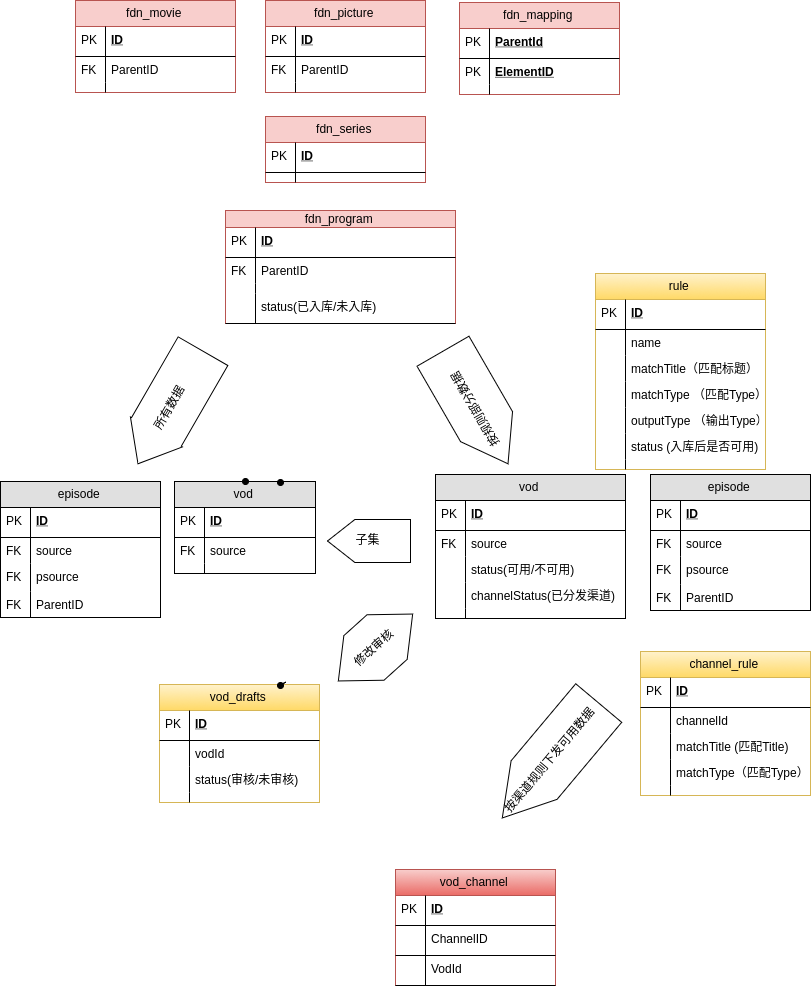 fdn_movie
PK ID
FK ParentID
fdn_picture
PK ID
FK ParentID
fdn_mapping
PK ParentId
PK ElementID
fdn_series
PK ID
fdn_program
PK ID
FK ParentID
status(已入库/未入库)
rule
PK ID
name
matchTitle（匹配标题）
matchType （匹配Type）
outputType （输出Type）
status (入库后是否可用)
所有数据
按规则部分数据
episode
PK ID
FK source
FK psource
FK ParentID
vod
PK ID
FK source
子集
vod
PK ID
FK source
status(可用/不可用)
channelStatus(已分发渠道)
episode
PK ID
FK source
FK psource
FK ParentID
修改审核
vod_drafts
PK ID
vodId
status(审核/未审核)
按渠道规则下发可用数据
channel_rule
PK ID
channelId
matchTitle (匹配Title)
matchType（匹配Type）
vod_channel
PK ID
ChannelID
VodId